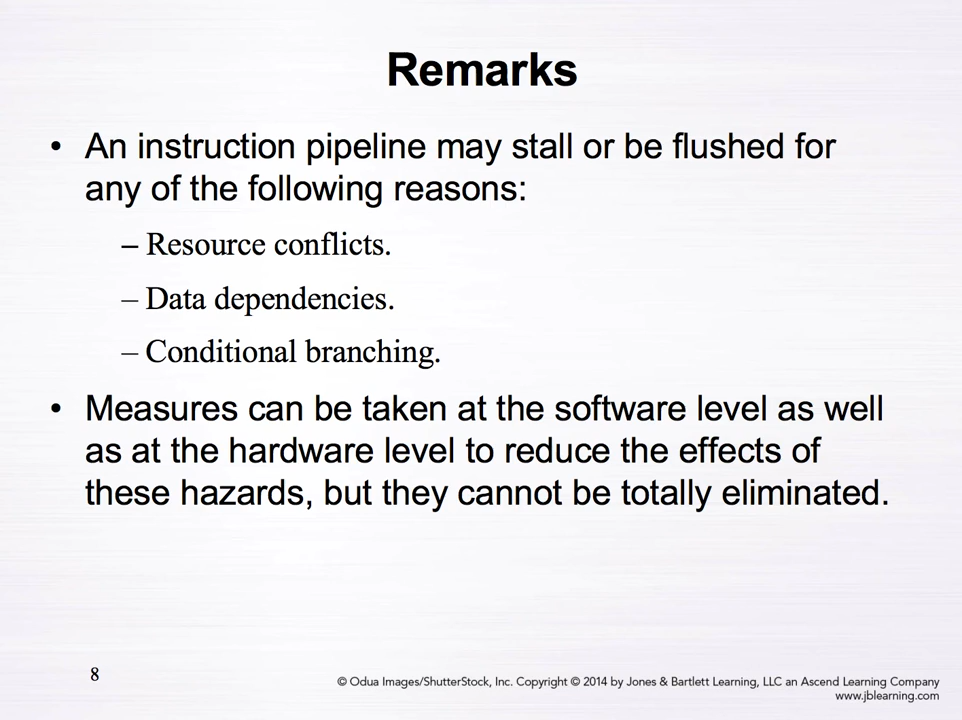 Remarks
• An instruction pipeline may stall or be flushed for
any of the following reasons:
– Resource conflicts.
– Data dependencies.
– Conditional branching.
• Measures can be taken at the software level as well
as at the hardware level to reduce the effects of
these hazards, but they cannot be totally eliminated.
8
© Odua Images/ShutterStock, Inc. Copyright © 2014 by Jones & Bartlett Learning, LLC an Ascend Learning Company
www.jblearning.com